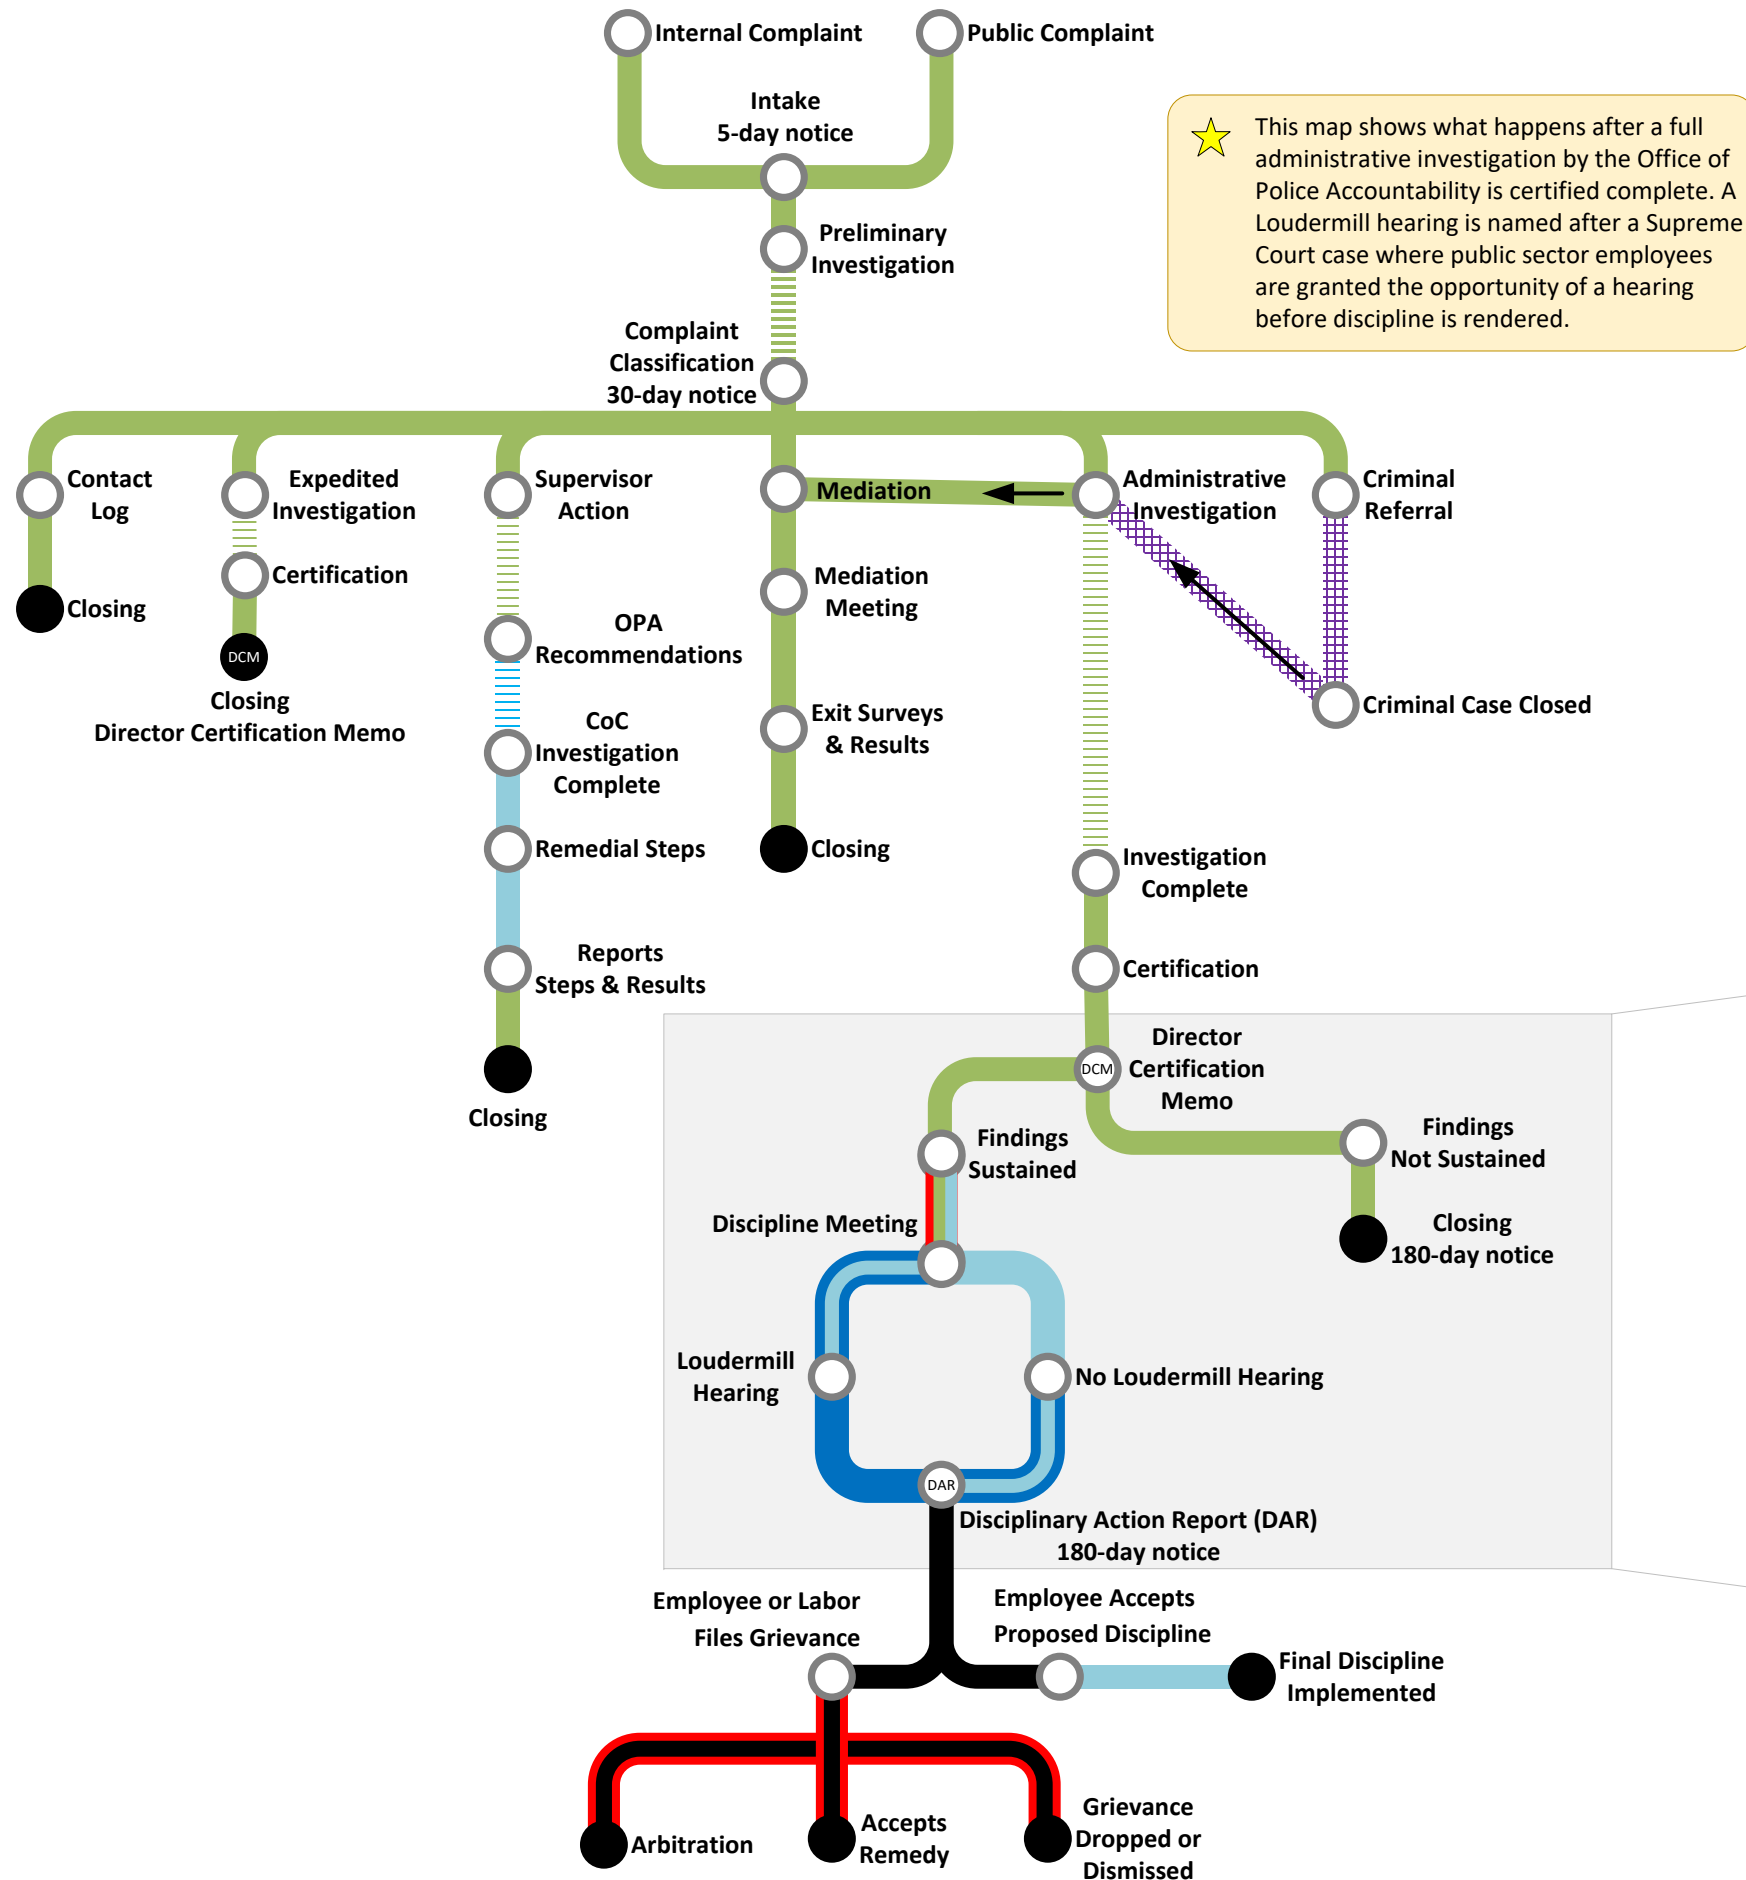 Internal Complaint
Public Complaint
Intake
5-day notice
This map shows what happens after a full
administrative investigation by the Office of
Police Accountability is certified complete. A
Loudermill hearing is named after a Supreme
Court case where public sector employees
are granted the opportunity of a hearing
before discipline is rendered.
Preliminary
Investigation
Complaint
Classification
30-day notice
Contact
Log
Expedited
Investigation
Supervisor
Action
Mediation
Administrative
Investigation
Criminal
Referral
Closing
Certification
DCM
Closing
Director Certification Memo
OPA
Recommendations
CoC
Investigation
Complete
Remedial Steps
Reports
Steps & Results
Closing
Mediation
Meeting
Exit Surveys
& Results
Closing
Criminal Case Closed
Investigation
Complete
Certification
DCM
Director
Certification
Memo
Findings
Sustained
Findings
Not Sustained
Closing
180-day notice
Discipline Meeting
Loudermill
Hearing
No Loudermill Hearing
DAR
Disciplinary Action Report (DAR)
180-day notice
Employee or Labor
Files Grievance
Employee Accepts
Proposed Discipline
Final Discipline
Implemented
Arbitration
Accepts
Remedy
Grievance
Dropped or
Dismissed